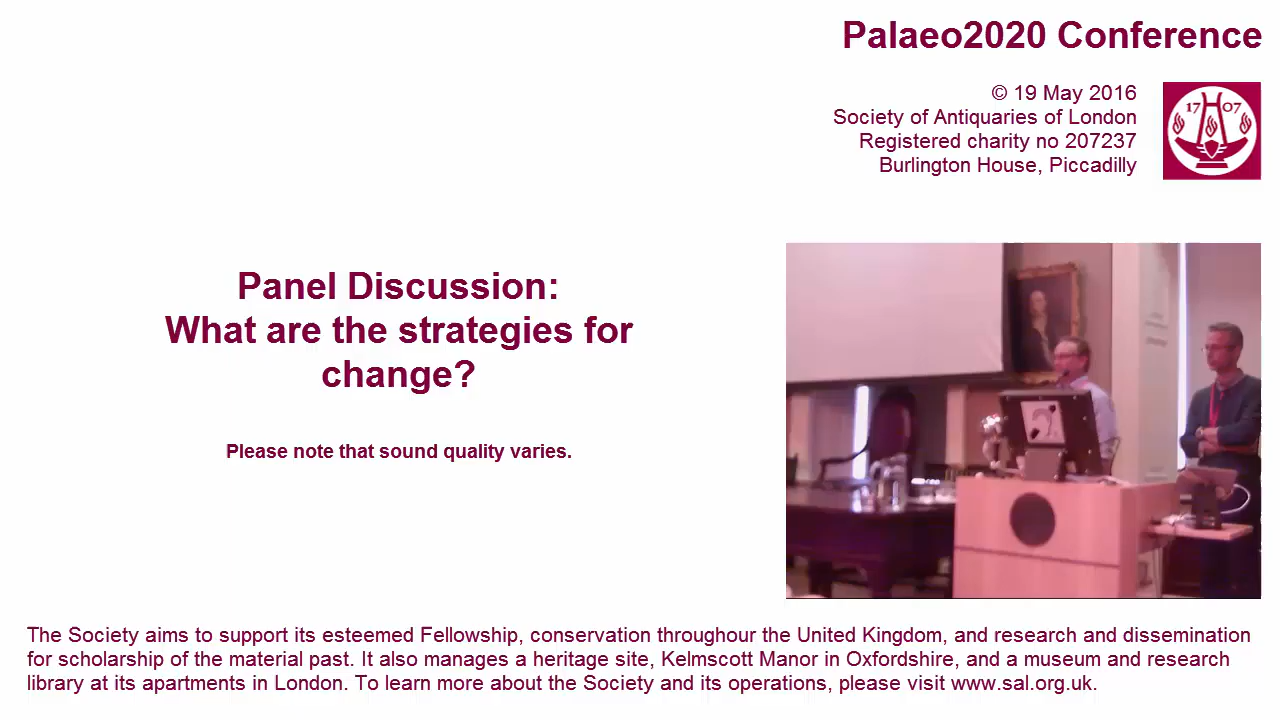 Palaeo2020 Conference
© 19 May 2016
Society of Antiquaries of London
Registered charity no 207237
Burlington House, Piccadilly
17 07
Panel Discussion:
What are the strategies for
change?
Please note that sound quality varies.
The Society aims to support its esteemed Fellowship, conservation throughour the United Kingdom, and research and dissemination
for scholarship of the material past. It also manages a heritage site, Kelmscott Manor in Oxfordshire, and a museum and research
library at its apartments in London. To learn more about the Society and its operations, please visit www.sal.org.uk.